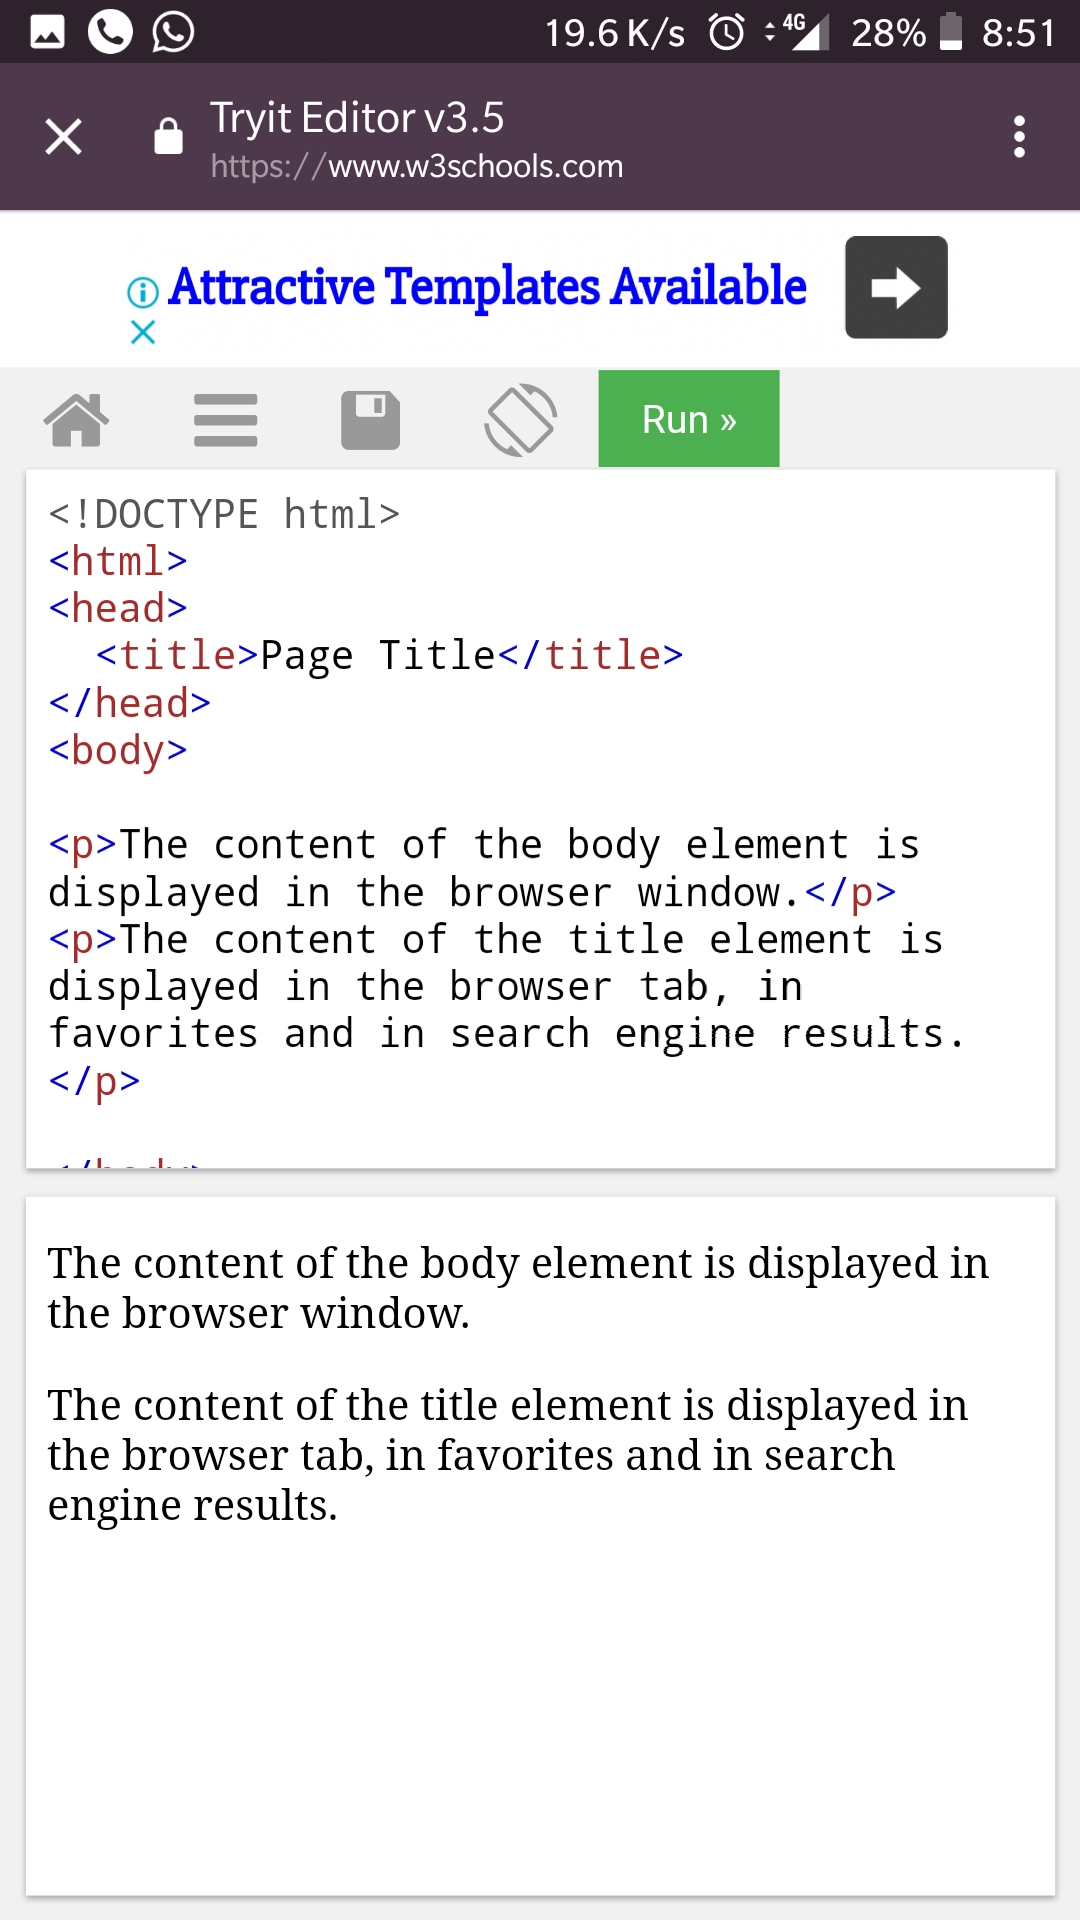 19.6 K/s 4G 28% 8:51
Tryit Editor v3.5
https://www.w3schools.com
Attractive Templates Available
Run »
<!DOCTYPE html>
<html>
<head>
  <title>Page Title</title>
</head>
<body>
<p>The content of the body element is
displayed in the browser window.</p>
<p>The content of the title element is
displayed in the browser tab, in
favorites and in search engine results.
</p>
</body>
The content of the body element is displayed in
the browser window.
The content of the title element is displayed in
the browser tab, in favorites and in search
engine results.